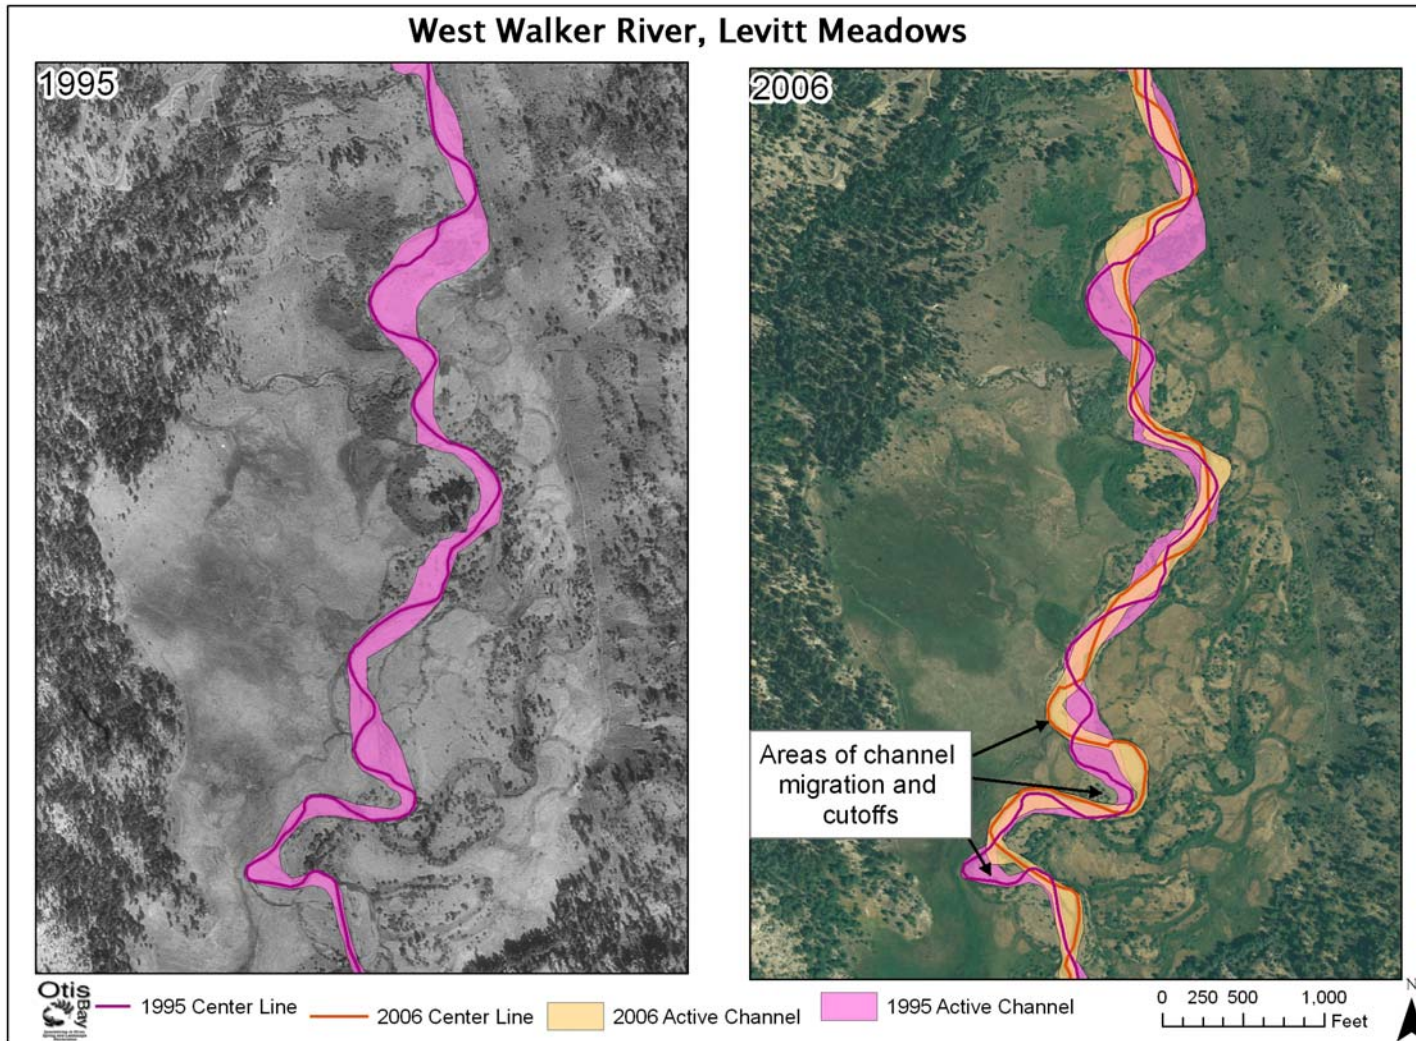 West Walker River, Levitt Meadows
1995
2006
Areas of channel
migration and
cutoffs
Otis
Bay
1995 Center Line
2006 Center Line
2006 Active Channel
1995 Active Channel
0 250 500 1,000
Feet
N